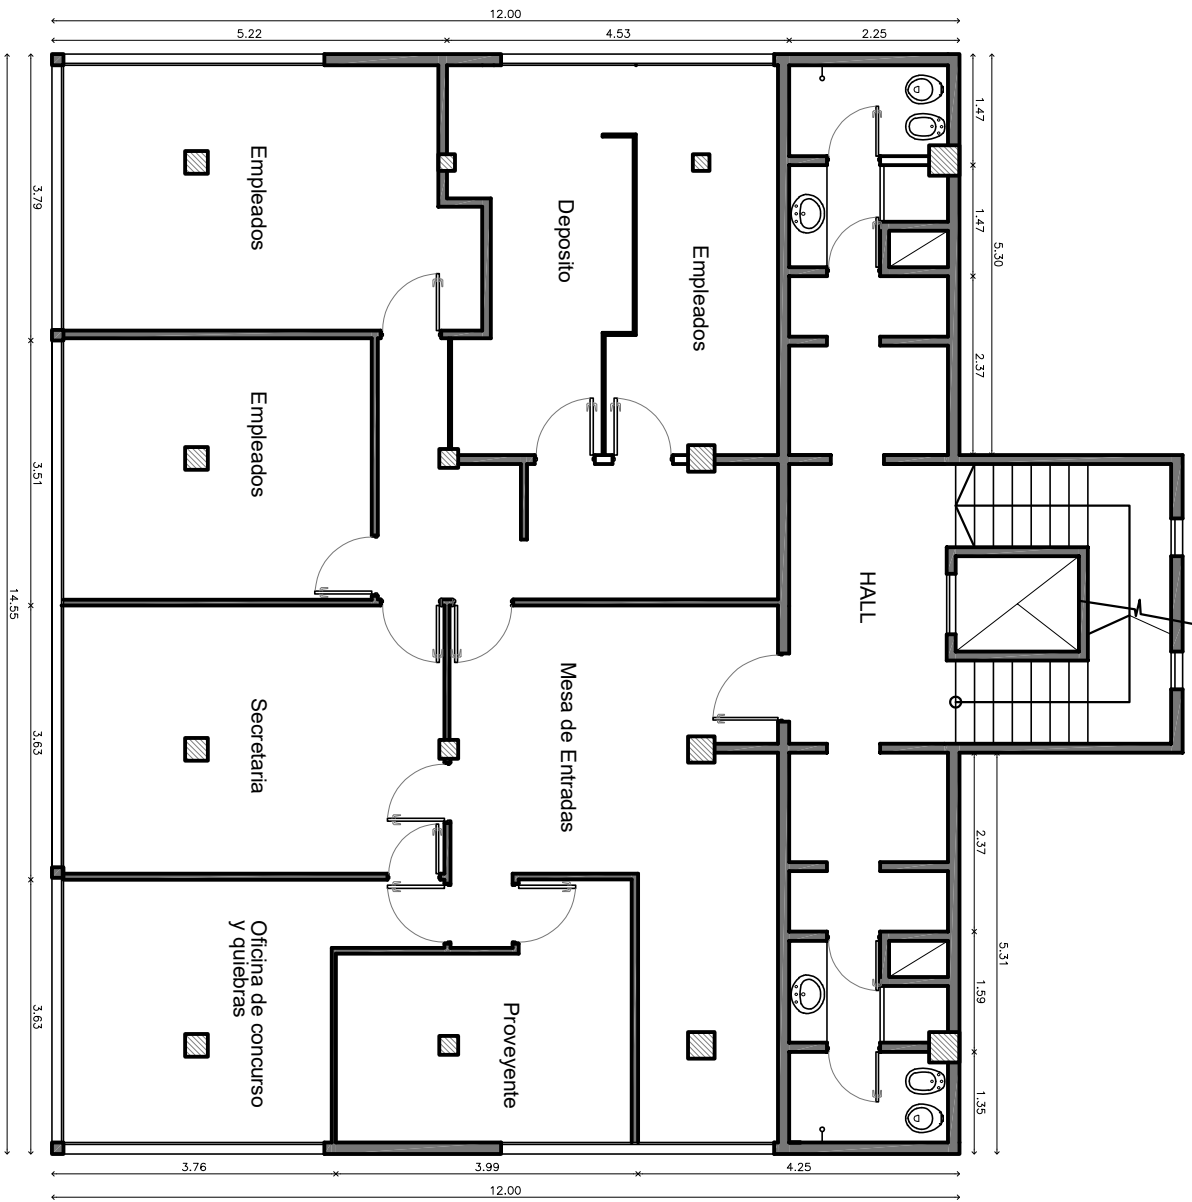 12.00
5.22
4.53
2.25
1.47
1.47
5.30
2.37
3.79
3.51
14.55
3.63
3.63
Empleados
Deposito
Empleados
Empleados
HALL
Secretaria
Mesa de Entradas
Oficina de concurso
y quiebras
Proveyente
2.37
5.31
1.59
1.35
3.76
3.99
4.25
12.00